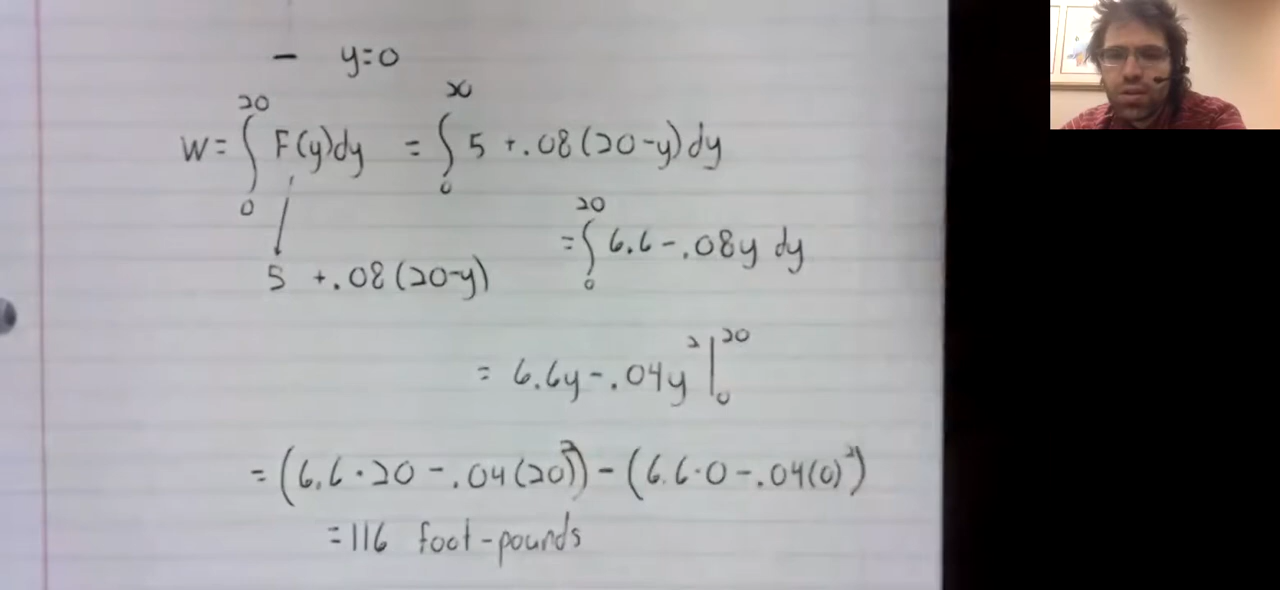 – y=0
W=∫₀²⁰ F(y)dy = ∫₀²⁰ 5 +.08(20-y)dy
5 +.08(20-y)
=∫₀²⁰ 6.6-.08y dy
= 6.6y-.04y²|₀²⁰
=(6.6·20-.04(20)²)-(6.6·0-.04(0)²)
=116 foot-pounds